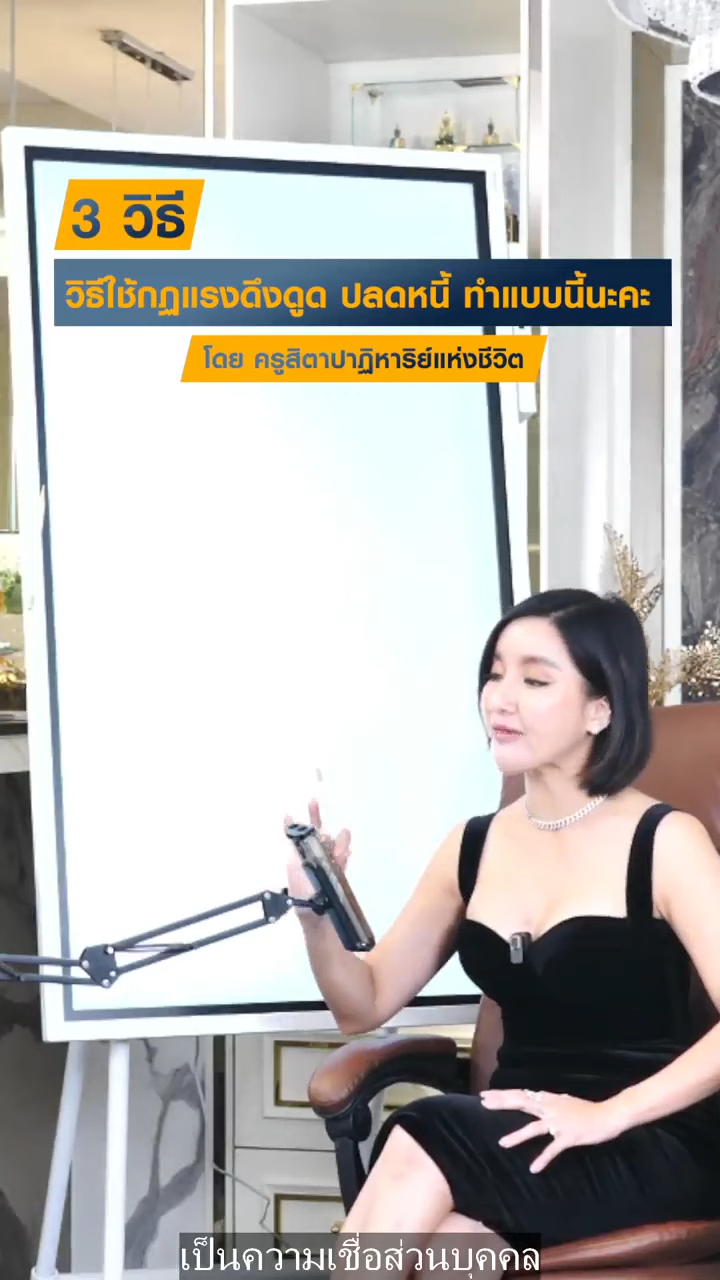 3 วิธี
วิธีใช้กฏแรงดึงดูด ปลดหนี้ ทำแบบนี้นะคะ
โดย ครูสิตาปาฏิหาริย์แห่งชีวิต
เป็นความเชื่อส่วนบุคคล